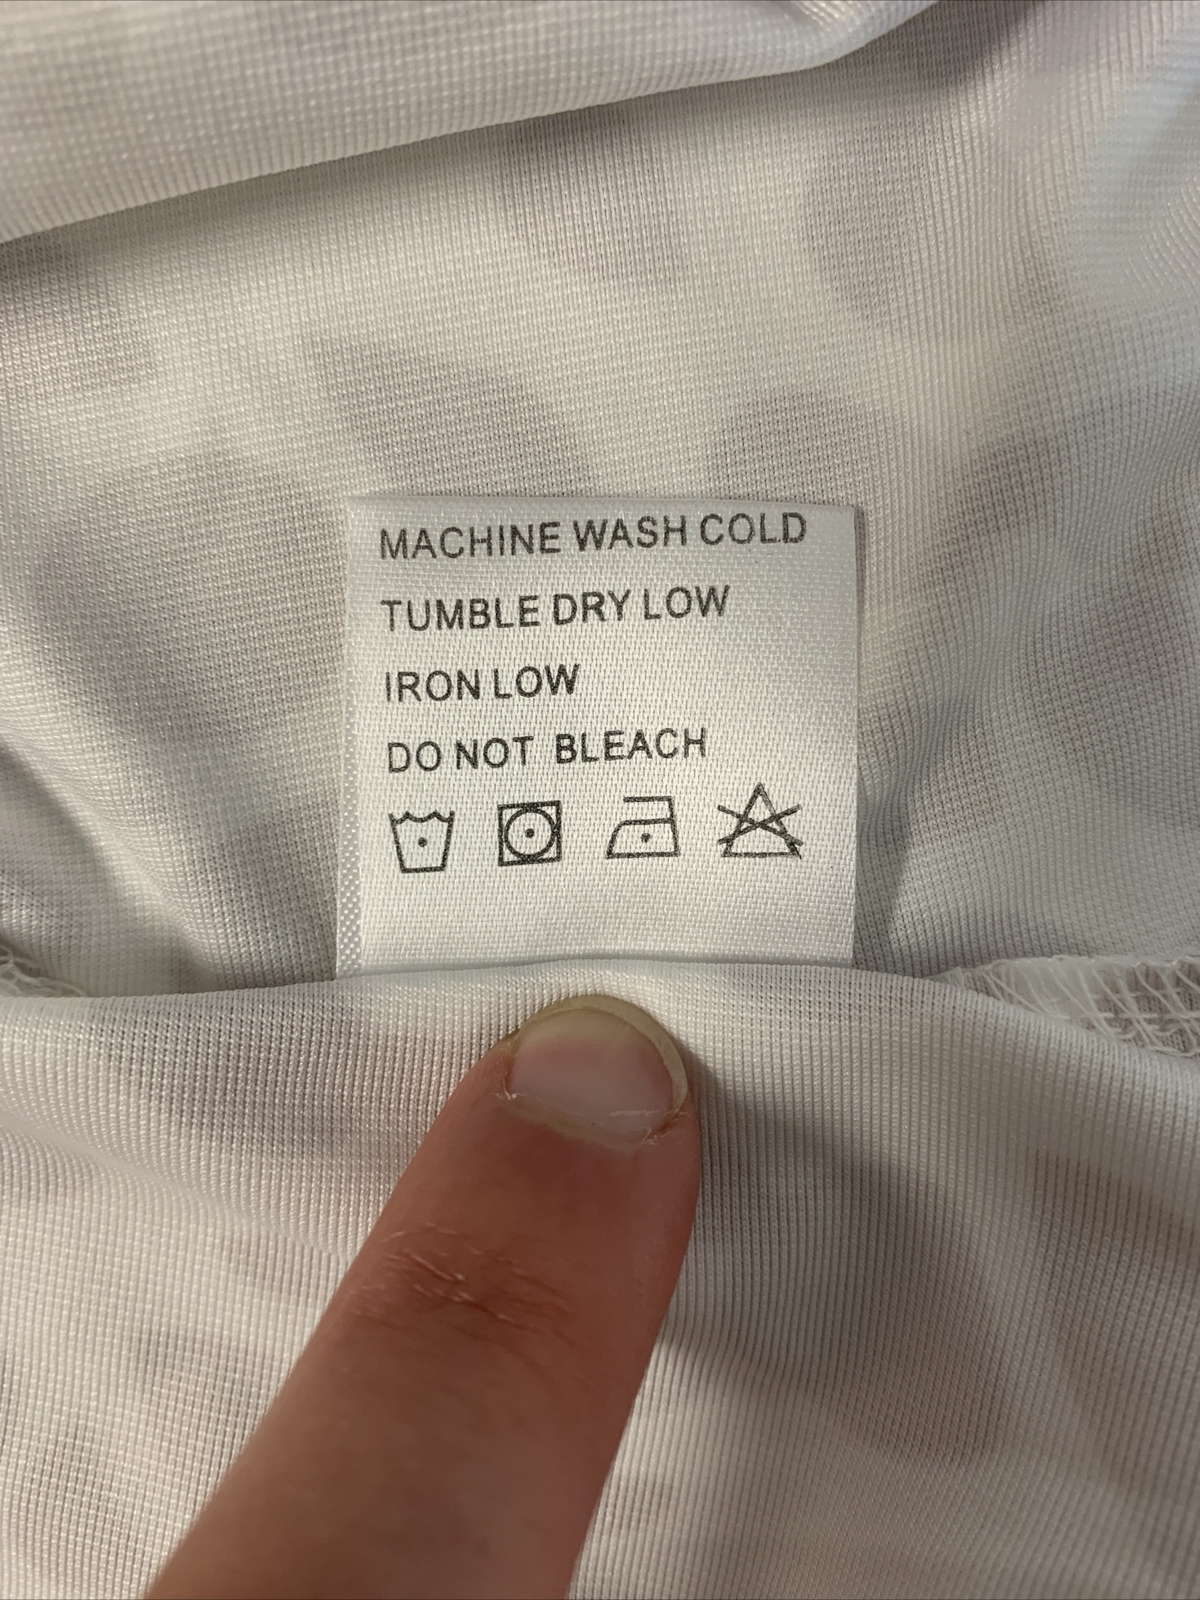 MACHINE WASH COLD
TUMBLE DRY LOW
IRON LOW
DO NOT BLEACH